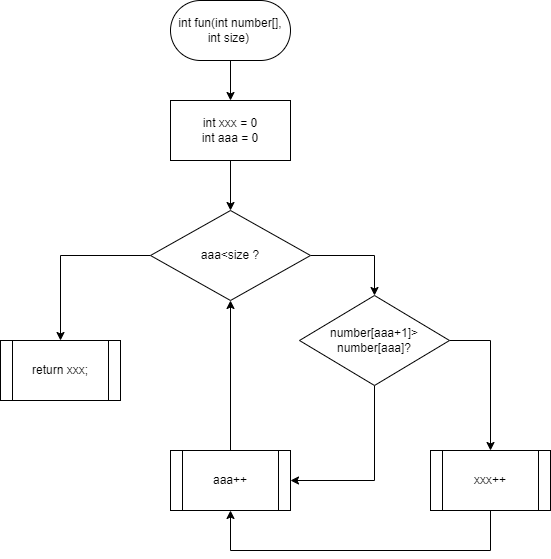 int fun(int number[],
int size)
int xxx = 0
int aaa = 0
aaa<size ?
number[aaa+1]>
number[aaa]?
return xxx;
aaa++
xxx++